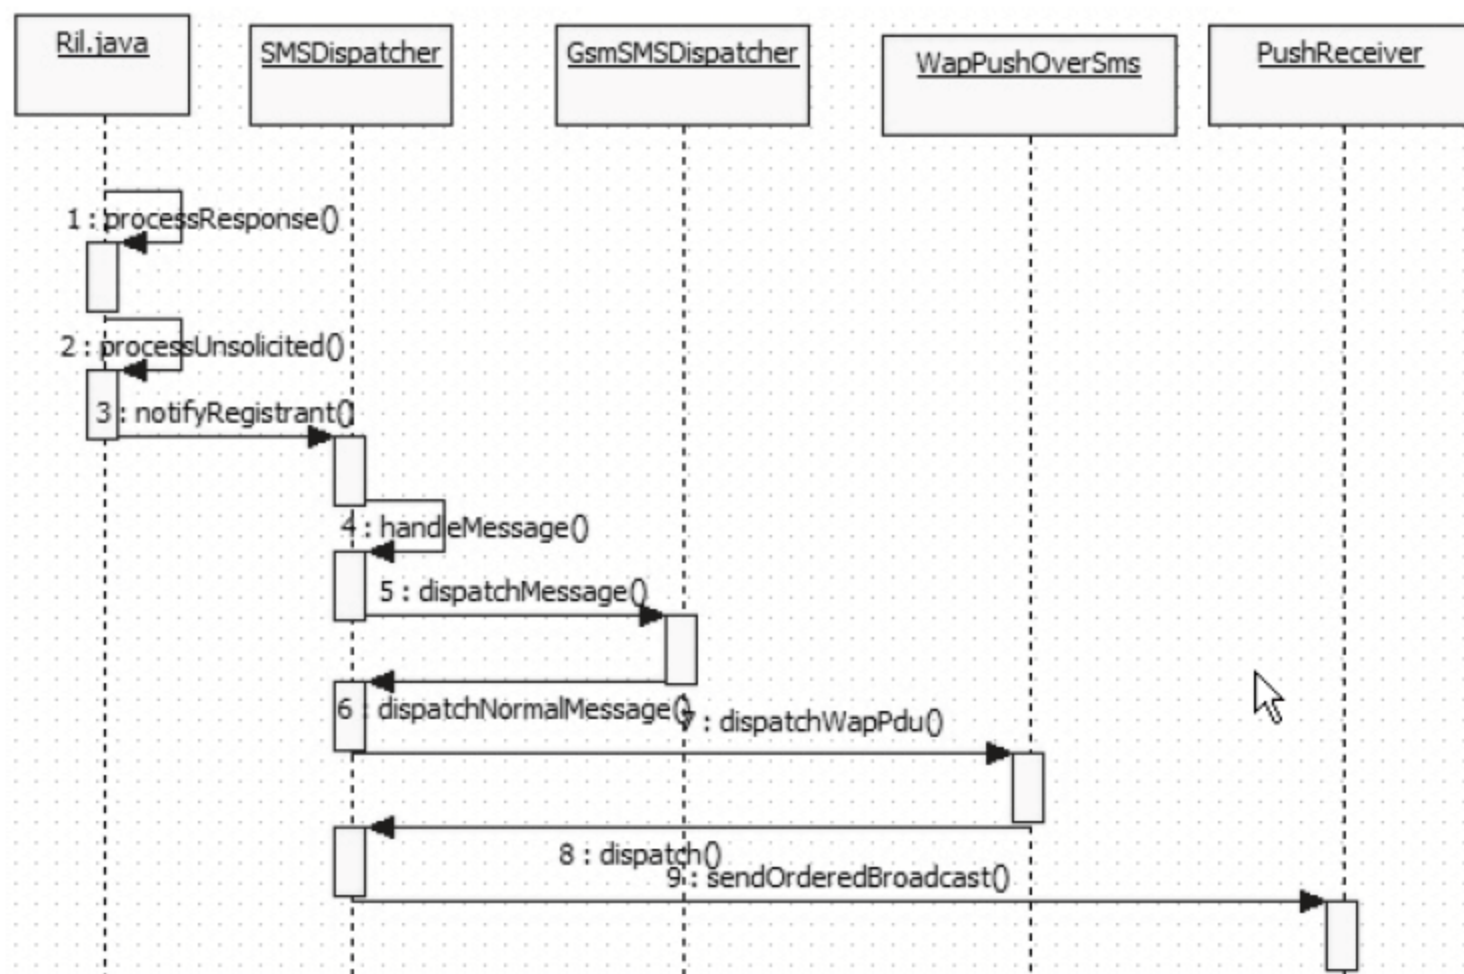 Ril.java
SMSDispatcher
GsmSMSDispatcher
WapPushOverSms
PushReceiver
1 : processResponse()
2 : processUnsolicited()
3 : notifyRegistrant()
4 : handleMessage()
5 : dispatchMessage()
6 : dispatchNormalMessage()
7 : dispatchWapPdu()
8 : dispatch()
9 : sendOrderedBroadcast()